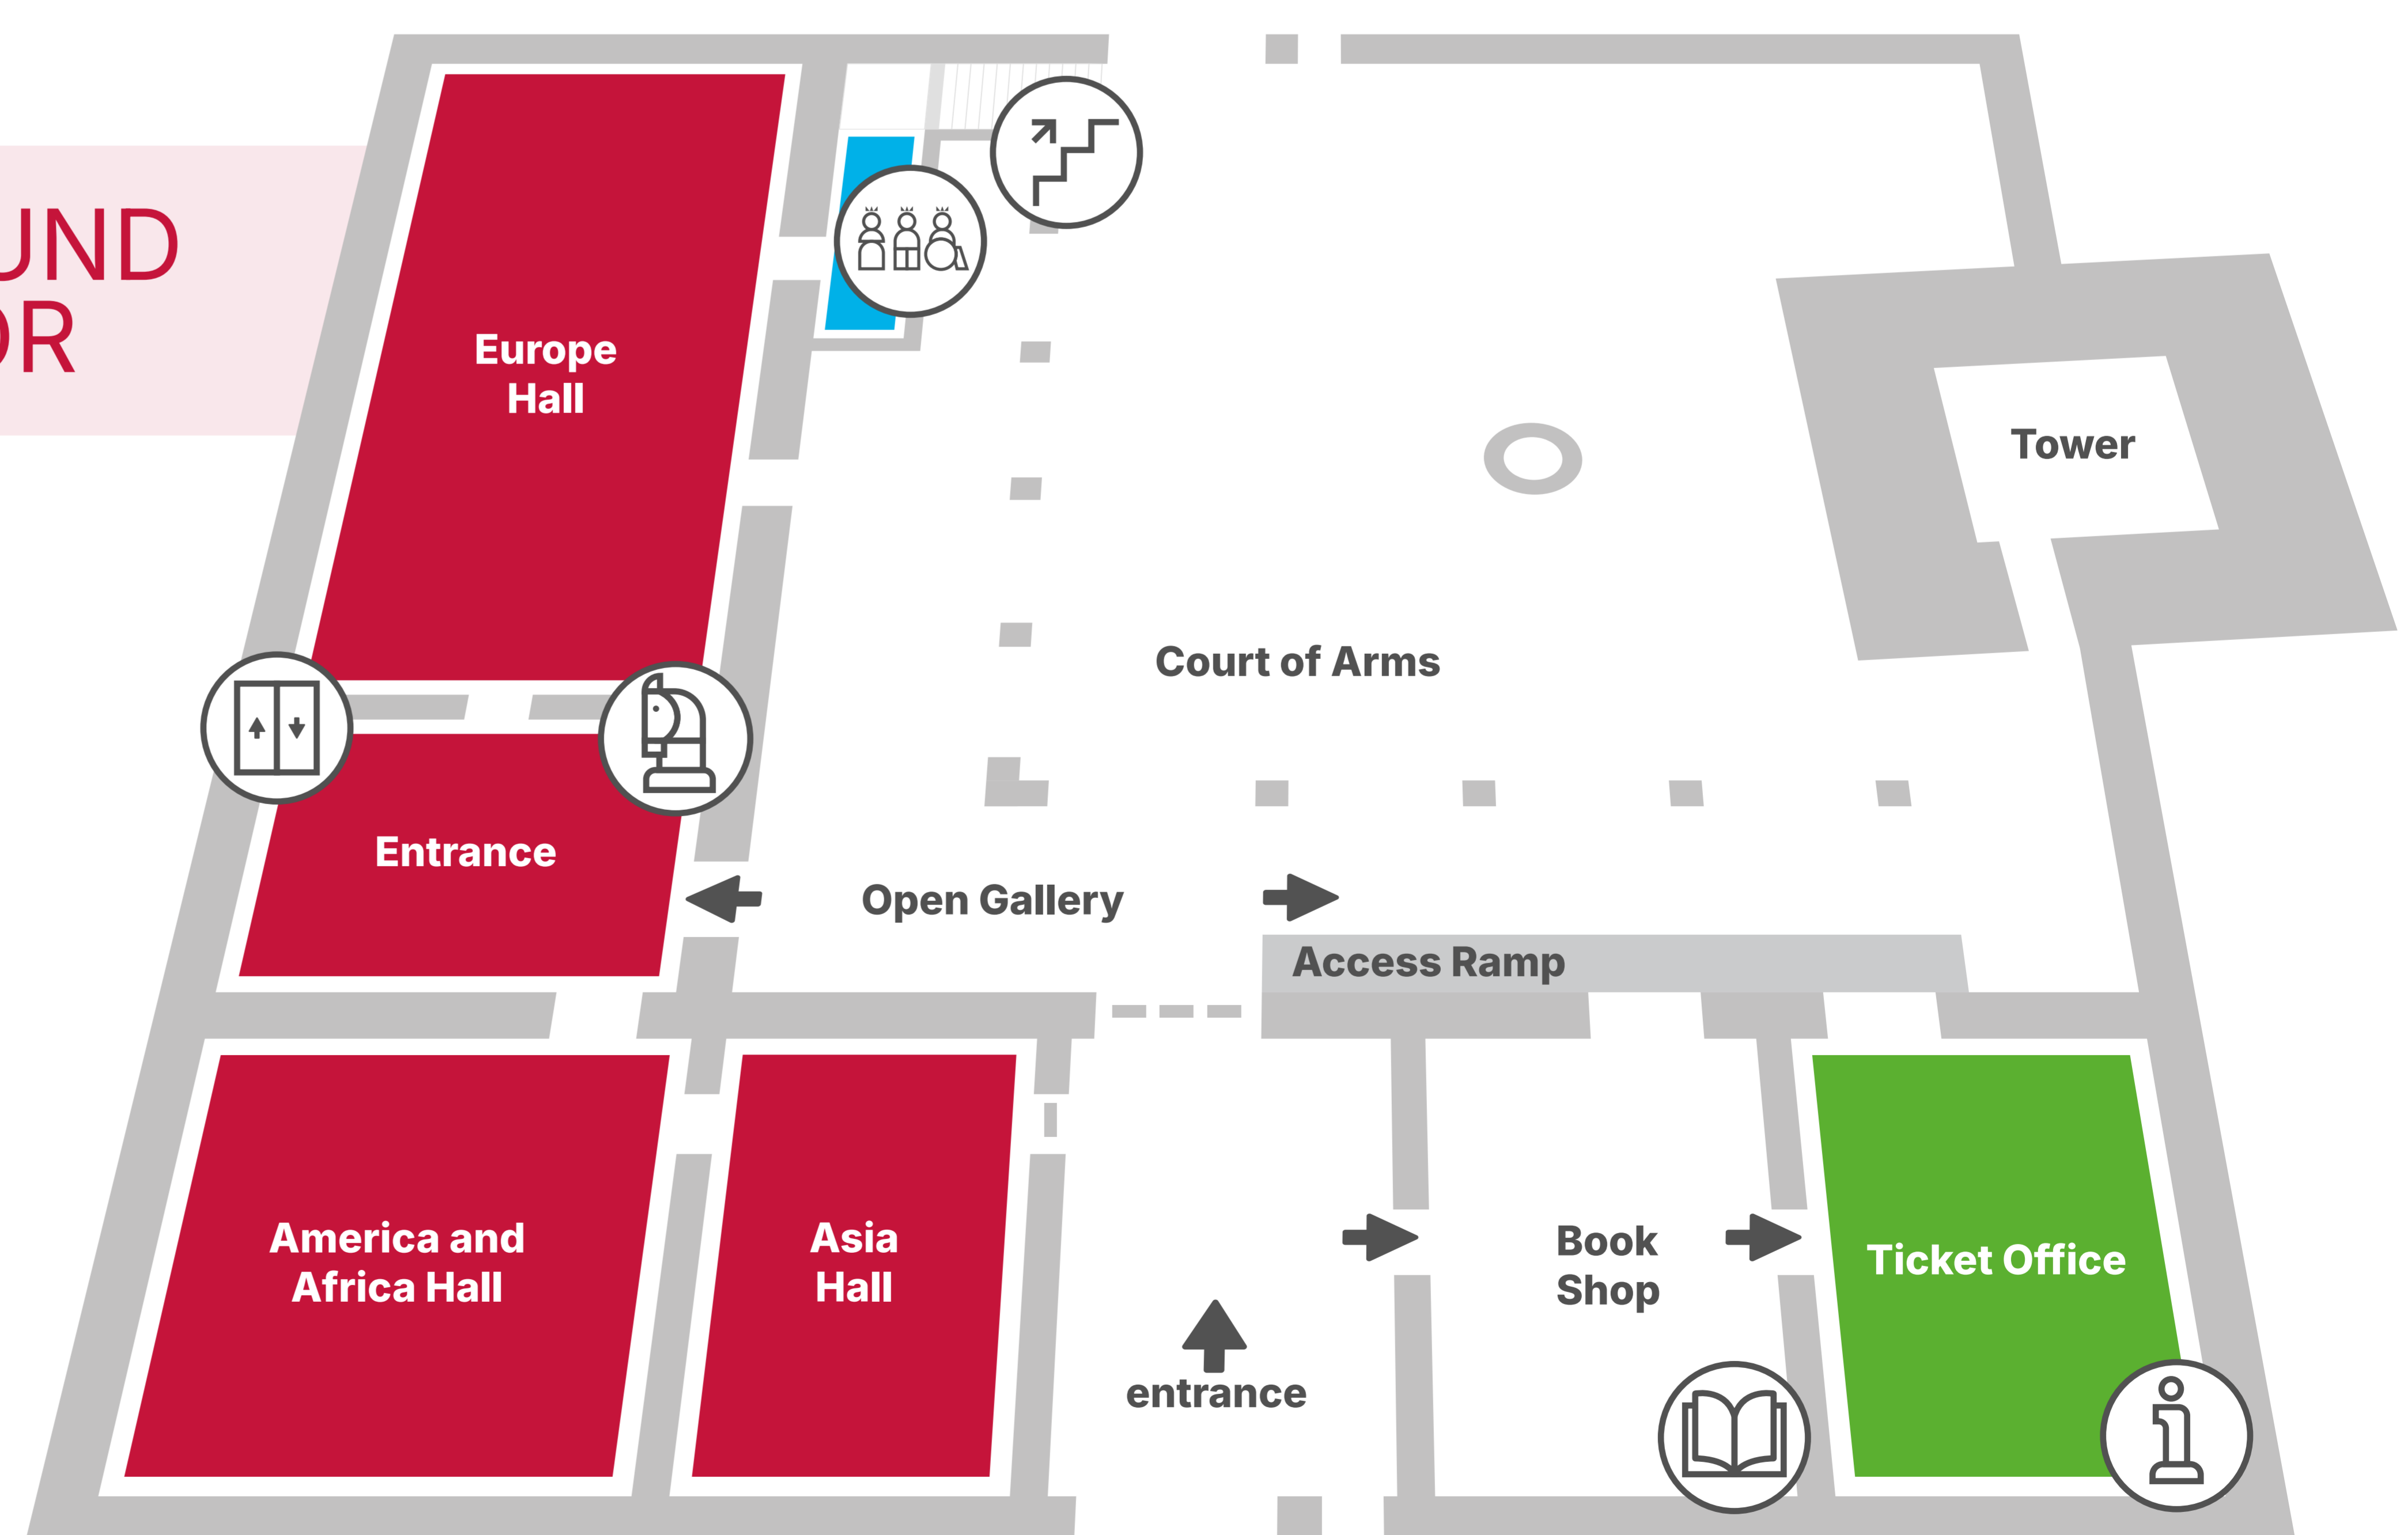 UND
OR
Europe
Hall
Tower
Court of Arms
Entrance
Open Gallery
Access Ramp
America and
Africa Hall
Asia
Hall
Book
Shop
Ticket Office
entrance